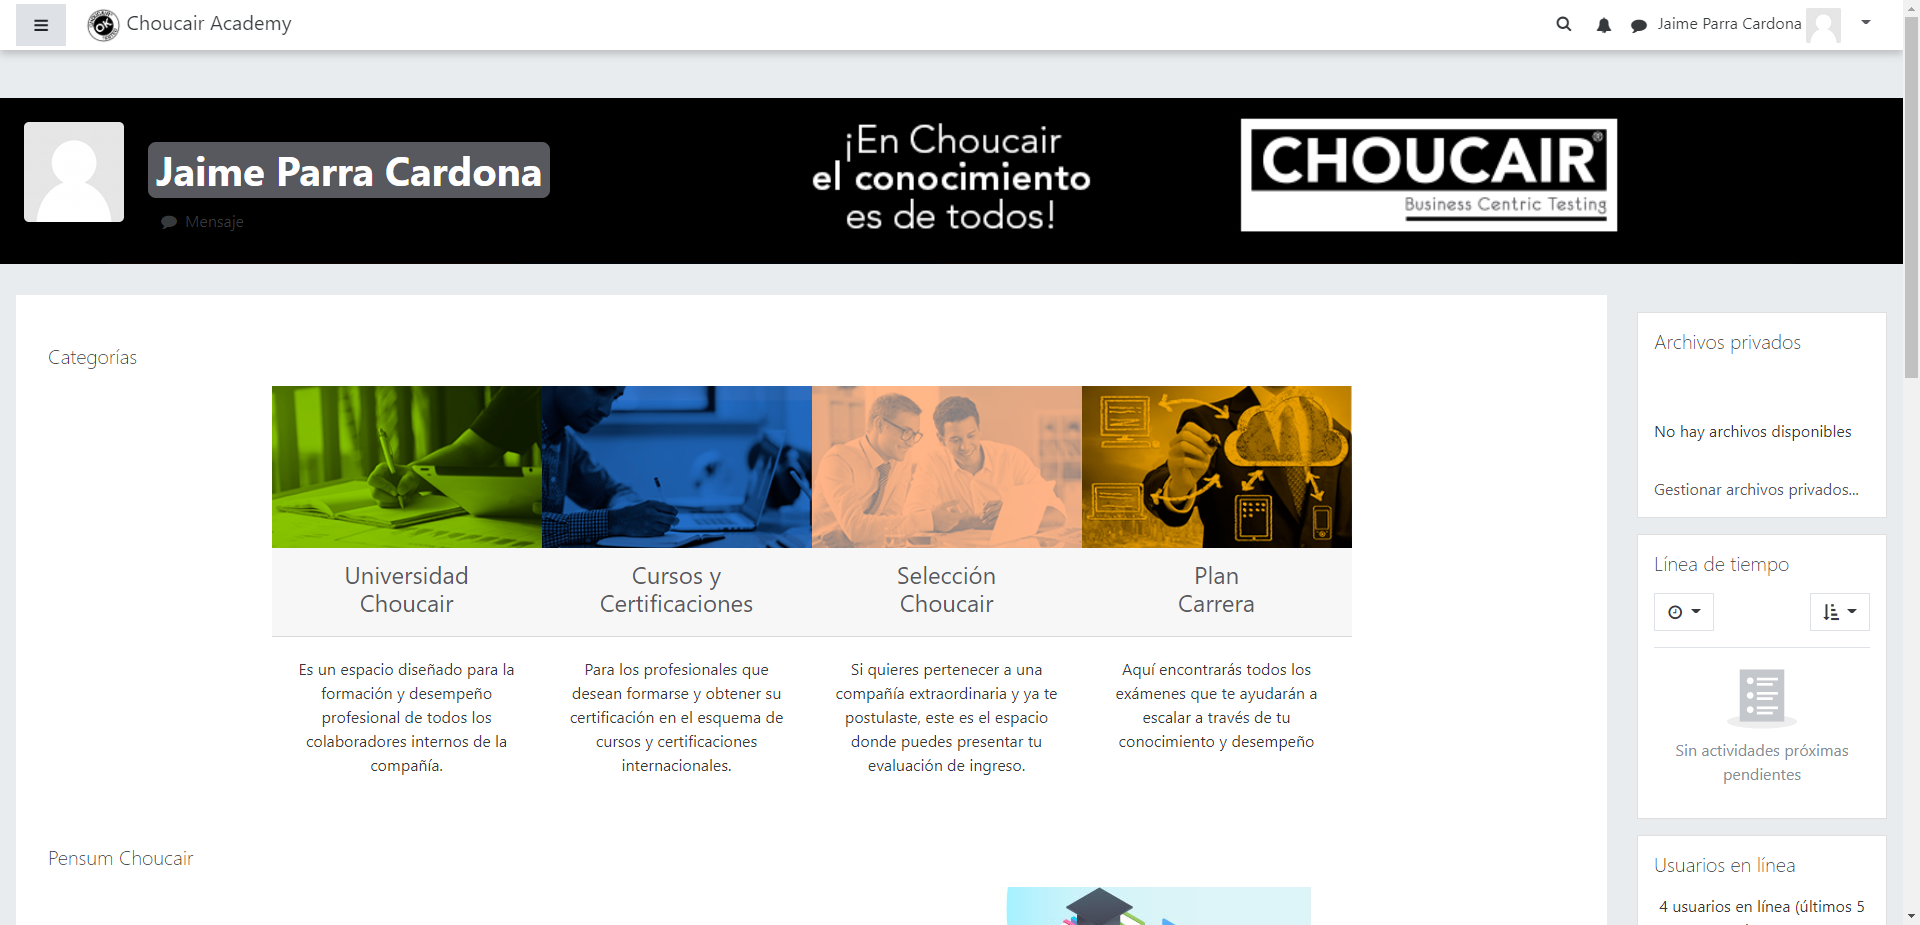 Choucair Academy
Jaime Parra Cardona
Jaime Parra Cardona
Mensaje
¡En Choucair
el conocimiento
es de todos!
CHOUCAIR®
Business Centric Testing
Categorías
Universidad
Choucair
Es un espacio diseñado para la
formación y desempeño
profesional de todos los
colaboradores internos de la
compañía.
Cursos y
Certificaciones
Para los profesionales que
desean formarse y obtener su
certificación en el esquema de
cursos y certificaciones
internacionales.
Selección
Choucair
Si quieres pertenecer a una
compañía extraordinaria y ya te
postulaste, este es el espacio
donde puedes presentar tu
evaluación de ingreso.
Plan
Carrera
Aquí encontrarás todos los
exámenes que te ayudarán a
escalar a través de tu
conocimiento y desempeño
Pensum Choucair
Archivos privados
No hay archivos disponibles
Gestionar archivos privados...
Línea de tiempo
Sin actividades próximas
pendientes
Usuarios en línea
4 usuarios en línea (últimos 5